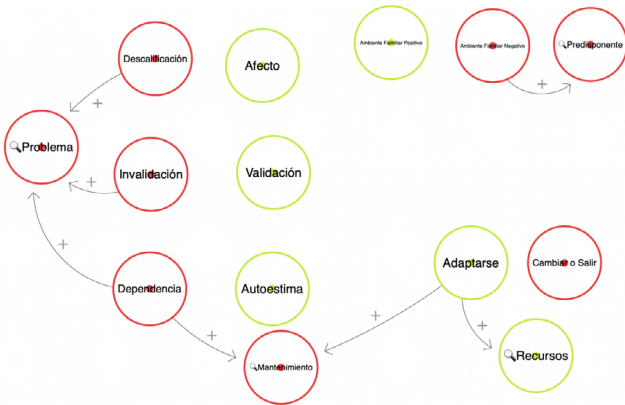 Descalificación
Afecto
Ambiente Familiar Positivo
Ambiente Familiar Negativo
Predisponente
+
+
Problema
Invalidación
+
Validación
+
Dependencia
Autoestima
Adaptarse
Cambiar o Salir
+
+
+
Mantenimiento
Recursos